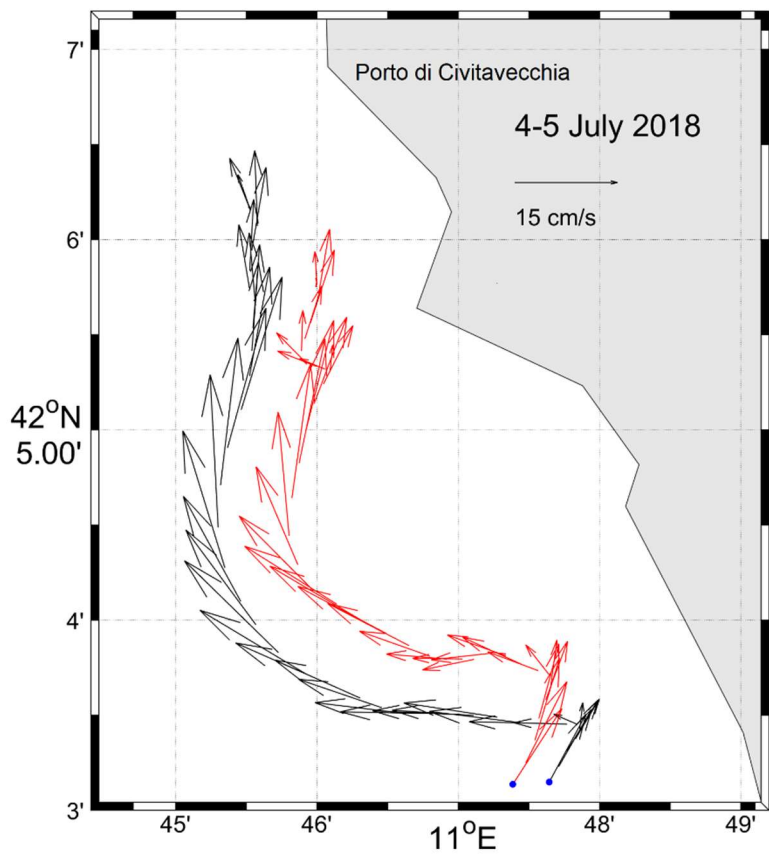 7'
Porto di Civitavecchia
4-5 July 2018
15 cm/s
6'
42°N
5.00'
4'
3'
45' 46' 48' 49'
11°E